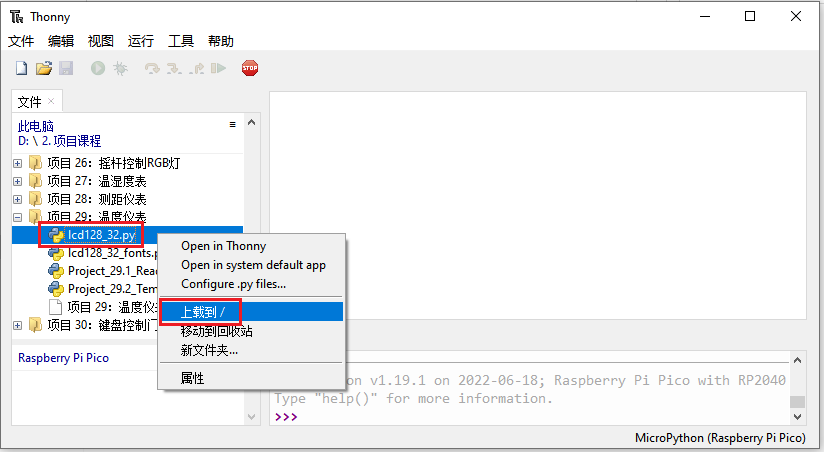 Thonny
文件 编辑 视图 运行 工具 帮助
STOP
文件
此电脑
D: \ 2. 项目课程
项目 26：摇杆控制RGB灯
项目 27：温湿度表
项目 28：测距仪表
项目 29：温度仪表
lcd128_32.py
lcd128_32_fonts.p
Project_29.1_Rea
Project_29.2_Tem
项目 29：温度仪
项目 30：键盘控制门
Open in Thonny
Open in system default app
Configure .py files...
上载到 /
移动到回收站
新文件夹...
属性
Raspberry Pi Pico
on v1.19.1 on 2022-06-18; Raspberry Pi Pico with RP2040
Type "help()" for more information.
>>>
MicroPython (Raspberry Pi Pico)